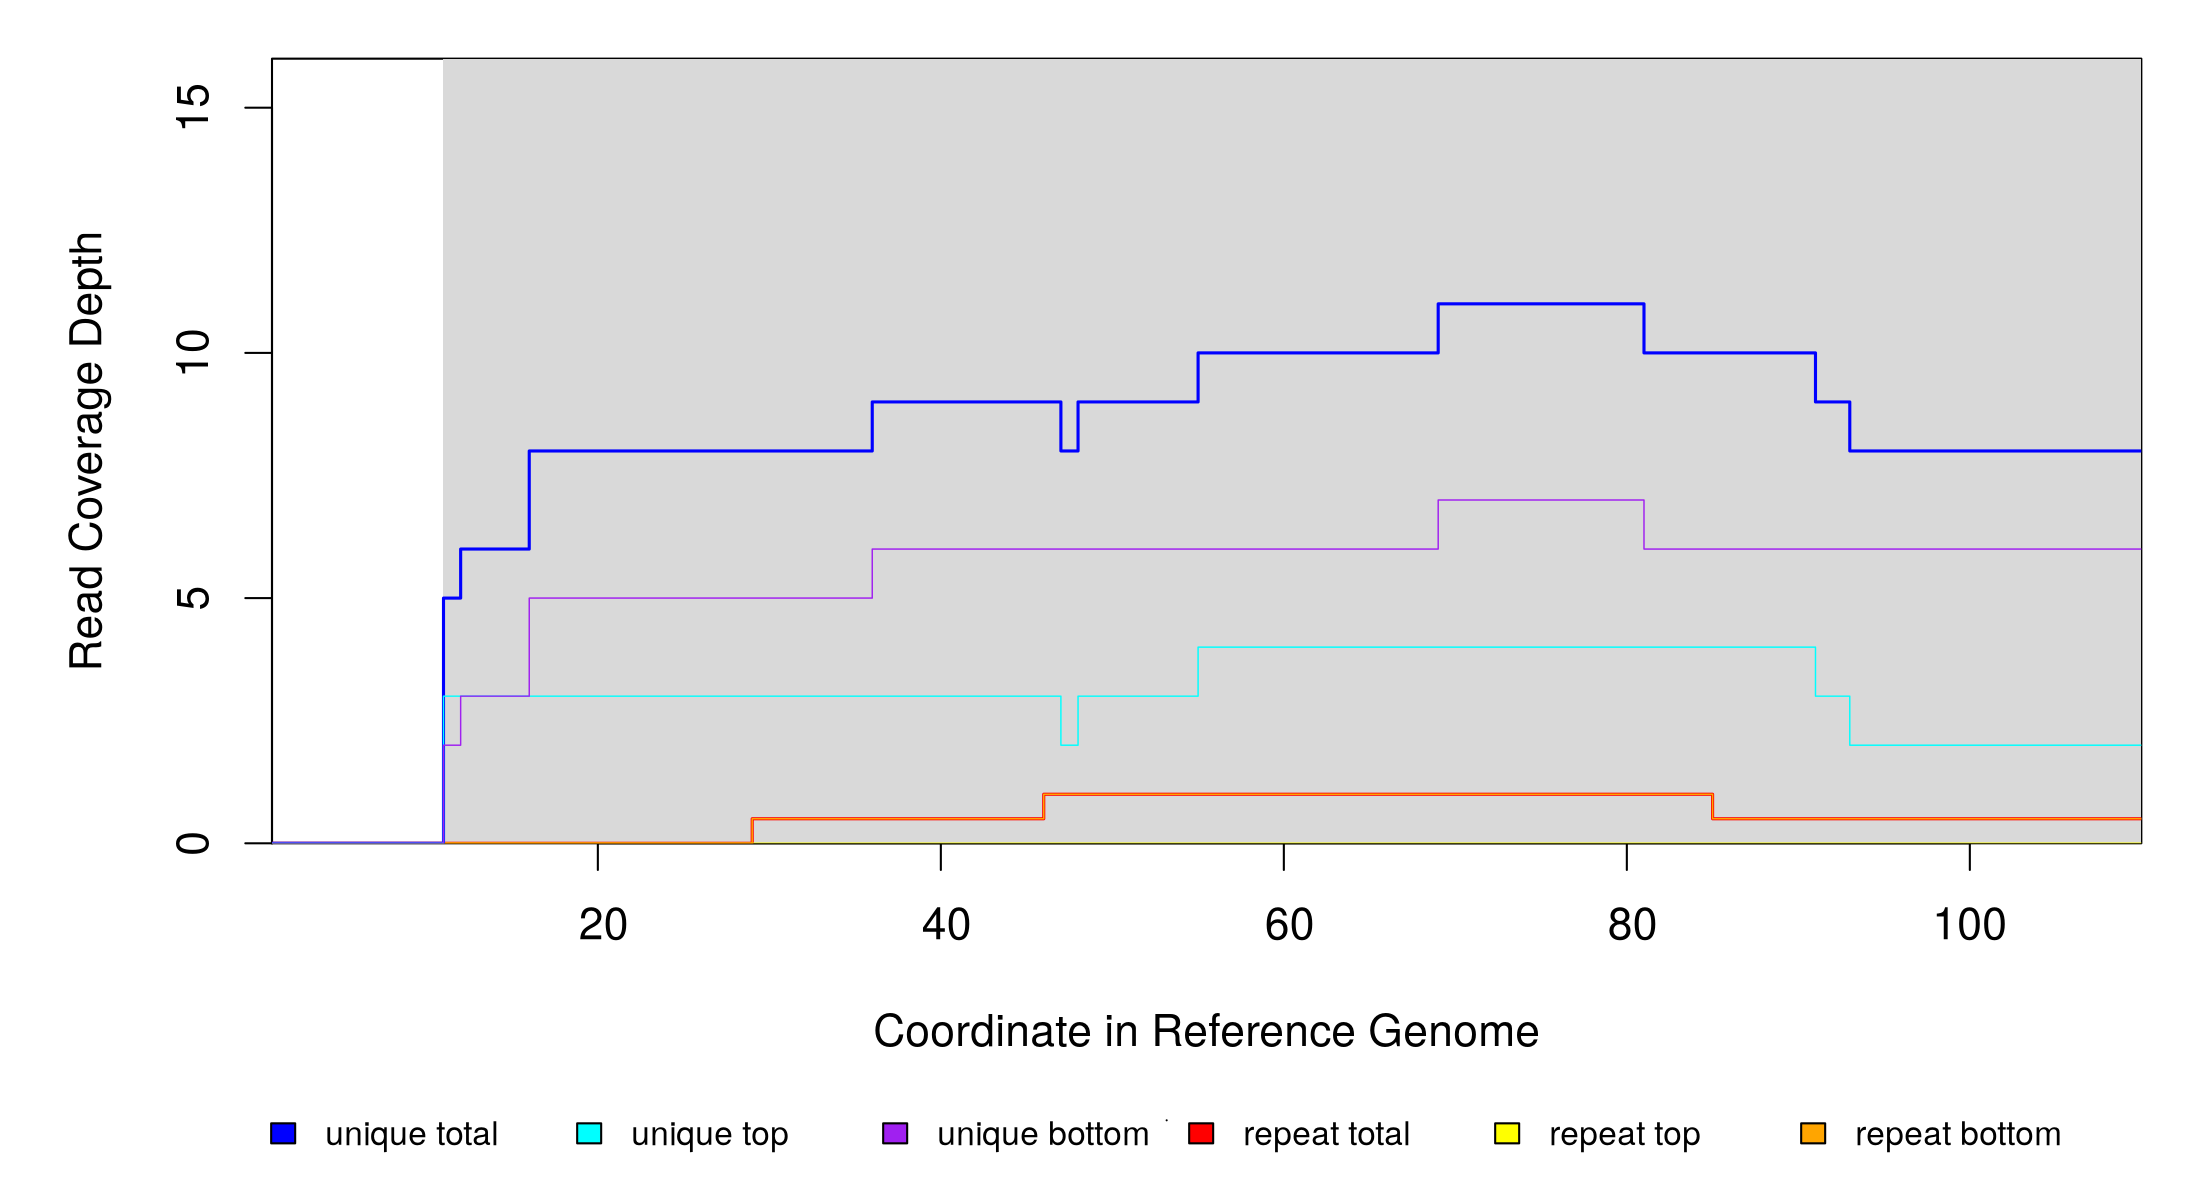 15
10
5
0
Read Coverage Depth
20 40 60 80 100
Coordinate in Reference Genome
unique total unique top unique bottom repeat total repeat top repeat bottom